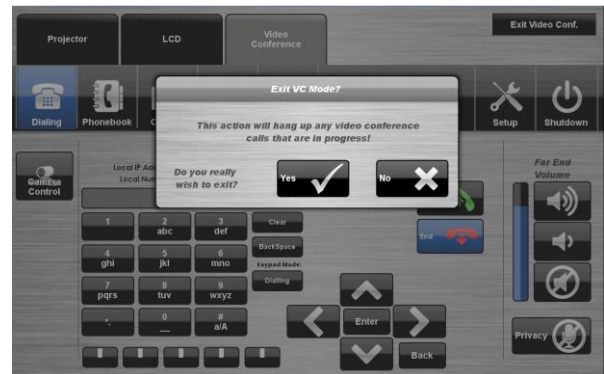 Projector
LCD
Video
Conference
Exit Video Conf.
Dialing
Phonebook
Setup
Shutdown
Exit VC Mode?
This action will hang up any video conference
calls that are in progress!
Do you really
wish to exit?
Yes
No
Camera
Control
Local IP
Local
Far End
Volume
1
2
abc
3
def
Clear
4
ghi
5
jkl
6
mno
BackSpace
Keypad Mode:
7
pqrs
8
tuv
9
wxyz
Dialling
End
*.
0
__
#
a/A
Enter
Back
Privacy